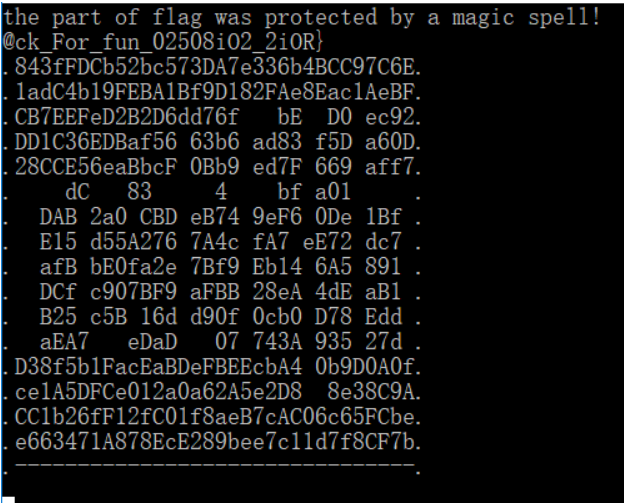 the part of flag was protected by a magic spell!
@ck_For_fun_02508iO2_2iOR}
.843fFDCb52bc573DA7e336b4BCC97C6E.
.1adC4b19FEBA1Bf9D182FAe8Eac1AeBF.
.CB7EEFeD2B2D6dd76f    bE  D0 ec92.
.DD1C36EDBaf56 63b6 ad83 f5D a60D.
.28CCE56eaBbcF 0Bb9 ed7F 669 aff7.
.    dC   83     4    bf a01     .
.  DAB 2a0 CBD eB74 9eF6 0De 1Bf .
.  E15 d55A276 7A4c fA7 eE72 dc7 .
.  afB bE0fa2e 7Bf9 Eb14 6A5 891 .
.  DCf c907BF9 aFBB 28eA 4dE aB1 .
.  B25 c5B 16d d90f 0cb0 D78 Edd .
.  aEA7   eDaD   07 743A 935 27d .
.D38f5b1FacEaBDeFBEEcbA4 0b9D0A0f.
.ce1A5DFCe012a0a62A5e2D8  8e38C9A.
.CC1b26fF12fC01f8aeB7cAC06c65FCbe.
.e663471A878EcE289bee7c11d7f8CF7b.
.--------------------------------.